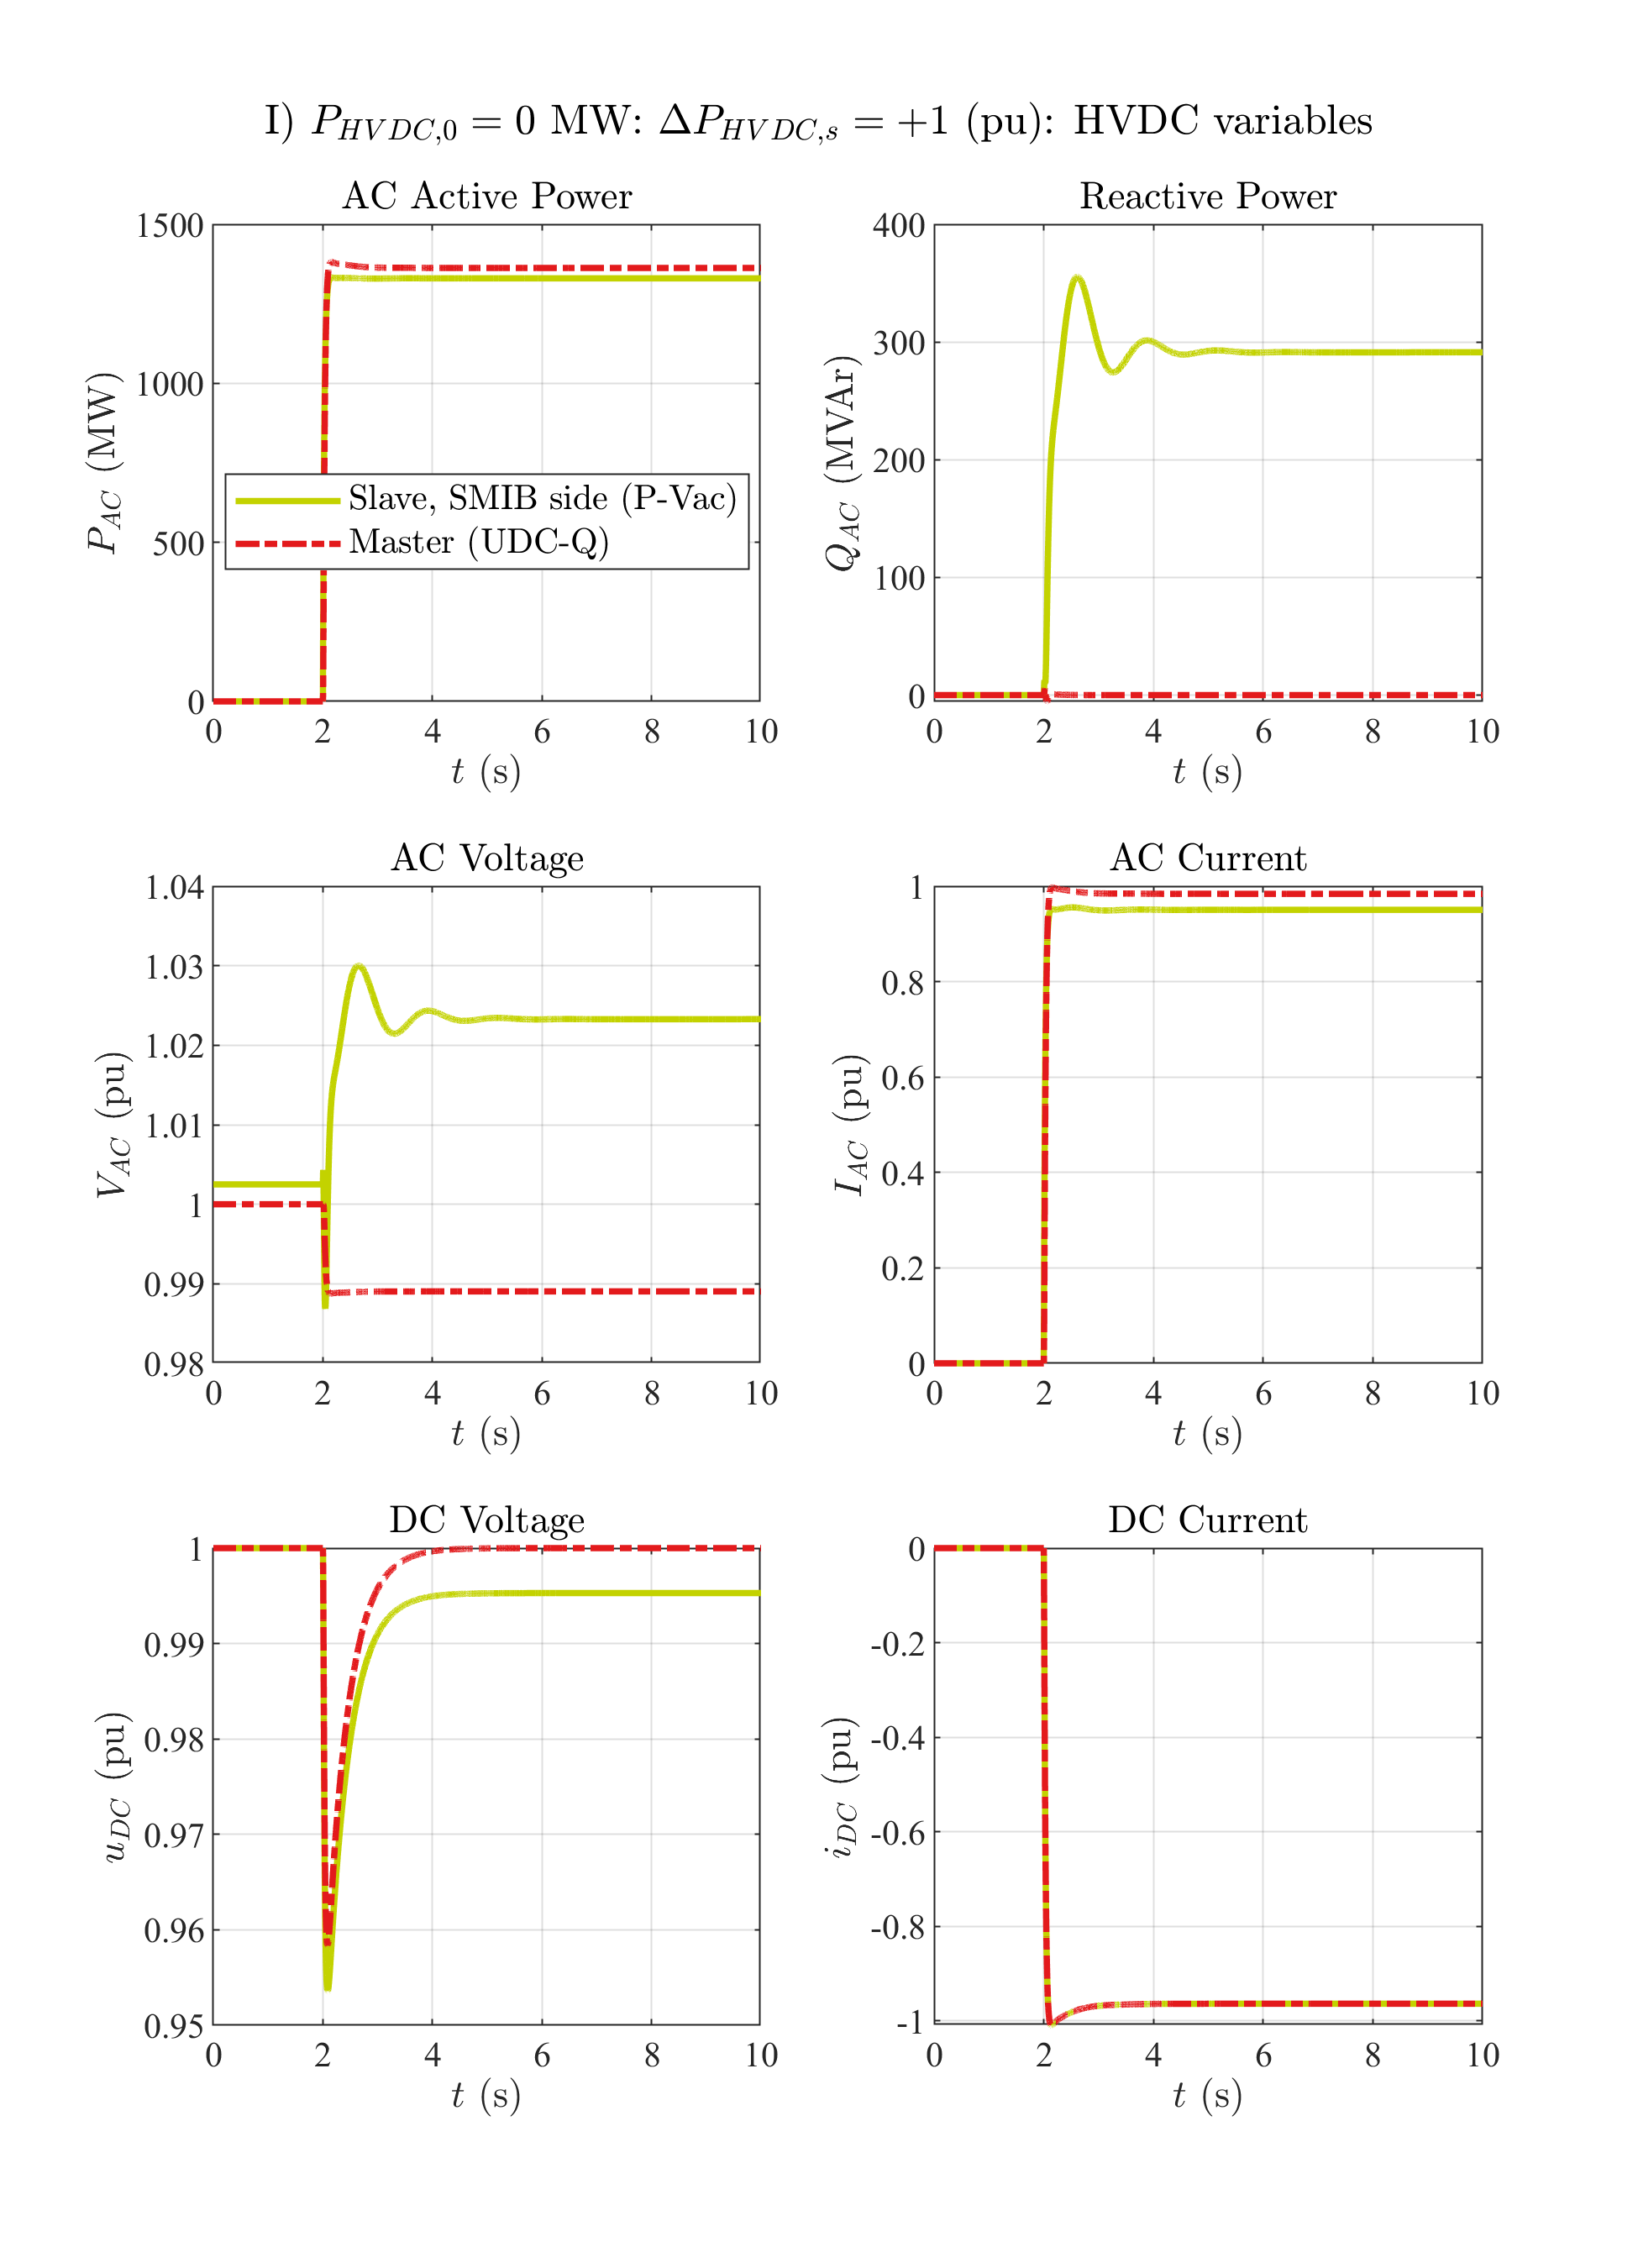 I) P_{HVDC,0} = 0 MW: ΔP_{HVDC,s} = +1 (pu): HVDC variables
AC Active Power
1500
1000
500
0
P_{AC} (MW)
Slave, SMIB side (P-Vac)
Master (UDC-Q)
0 2 4 6 8 10
t (s)
Reactive Power
400
300
200
100
0
Q_{AC} (MVAr)
0 2 4 6 8 10
t (s)
AC Voltage
1.04
1.03
1.02
1.01
1
0.99
0.98
V_{AC} (pu)
0 2 4 6 8 10
t (s)
AC Current
1
0.8
0.6
0.4
0.2
0
I_{AC} (pu)
0 2 4 6 8 10
t (s)
DC Voltage
1
0.99
0.98
0.97
0.96
0.95
u_{DC} (pu)
0 2 4 6 8 10
t (s)
DC Current
0
-0.2
-0.4
-0.6
-0.8
-1
i_{DC} (pu)
0 2 4 6 8 10
t (s)